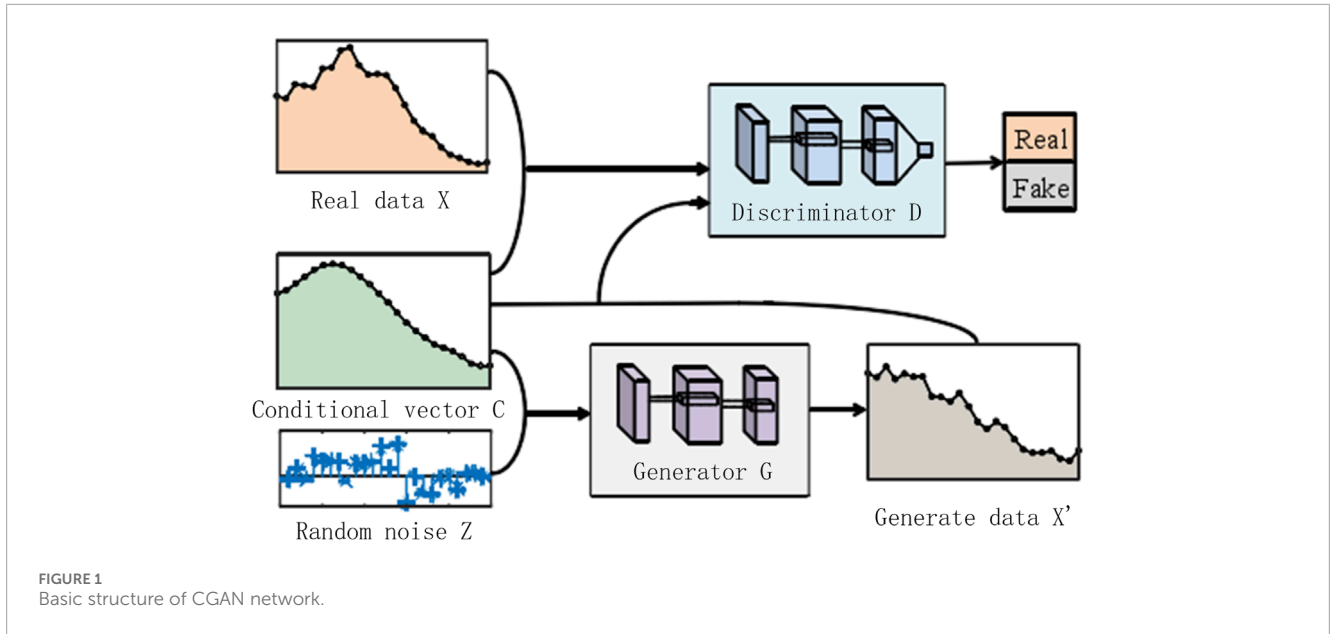 Real data X
Discriminator D
Real
Fake
Conditional vector C
Generator G
Random noise Z
Generate data X'
FIGURE 1
Basic structure of CGAN network.